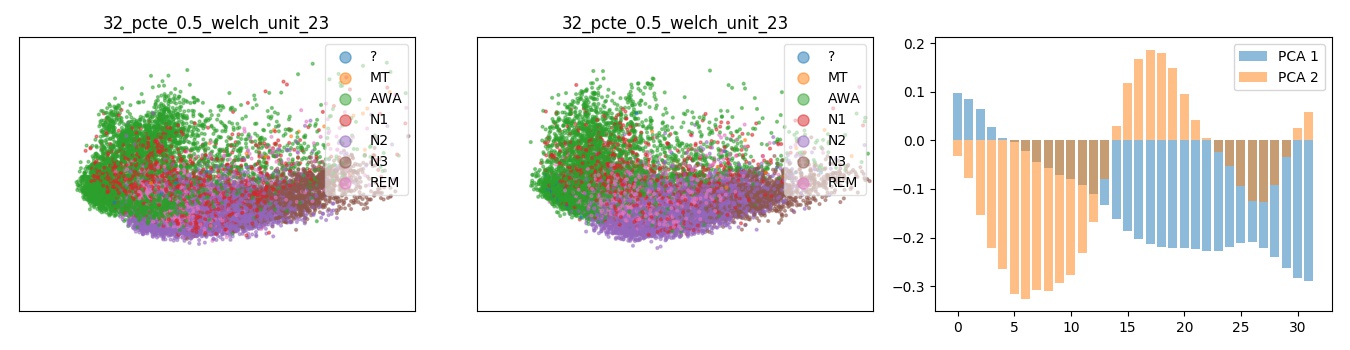 32_pcte_0.5_welch_unit_23
?
MT
AWA
N1
N2
N3
REM
32_pcte_0.5_welch_unit_23
?
MT
AWA
N1
N2
N3
REM
PCA 1
PCA 2
0.2
0.1
0.0
−0.1
−0.2
−0.3
0 5 10 15 20 25 30